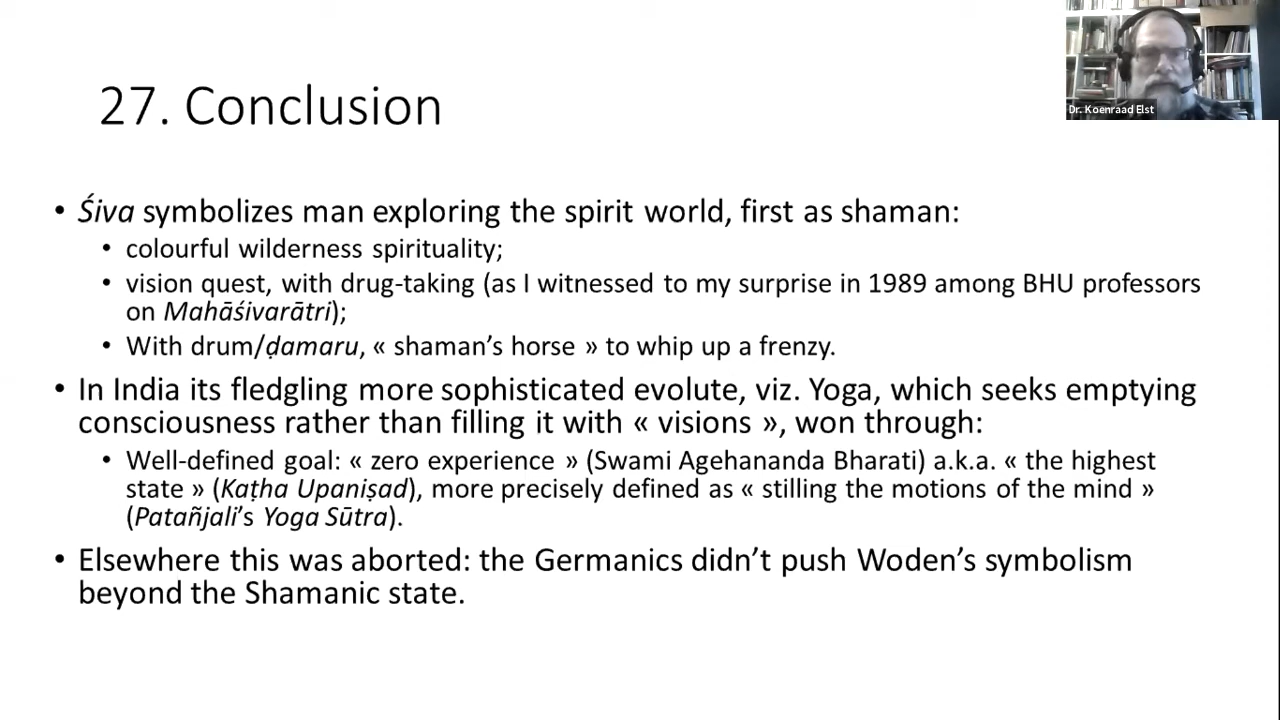 Dr. Koenraad Elst
27. Conclusion
• Śiva symbolizes man exploring the spirit world, first as shaman:
• colourful wilderness spirituality;
• vision quest, with drug-taking (as I witnessed to my surprise in 1989 among BHU professors
on Mahāśivarātri);
• With drum/ḍamaru, « shaman’s horse » to whip up a frenzy.
• In India its fledgling more sophisticated evolute, viz. Yoga, which seeks emptying
consciousness rather than filling it with « visions », won through:
• Well-defined goal: « zero experience » (Swami Agehananda Bharati) a.k.a. « the highest
state » (Kaṭha Upaniṣad), more precisely defined as « stilling the motions of the mind »
(Patañjali’s Yoga Sūtra).
• Elsewhere this was aborted: the Germanics didn’t push Woden’s symbolism
beyond the Shamanic state.